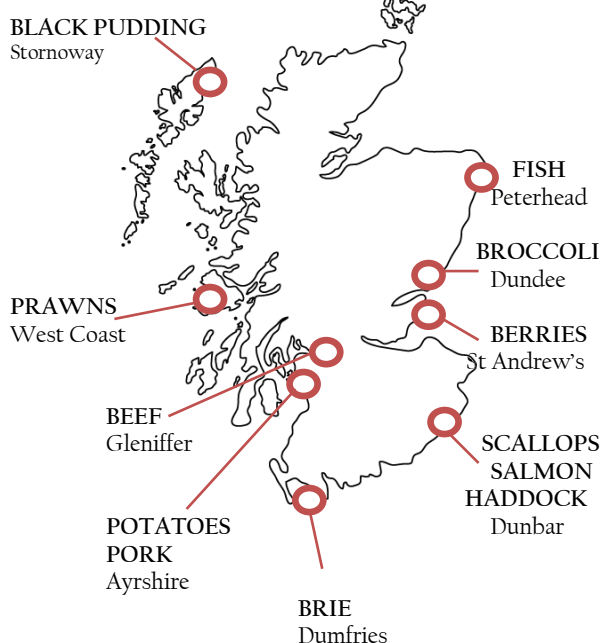 BLACK PUDDING
Stornoway
FISH
Peterhead
BROCCOLI
Dundee
PRAWNS
West Coast
BERRIES
St Andrew's
BEEF
Gleniffer
SCALLOPS
SALMON
HADDOCK
Dunbar
POTATOES
PORK
Ayrshire
BRIE
Dumfries